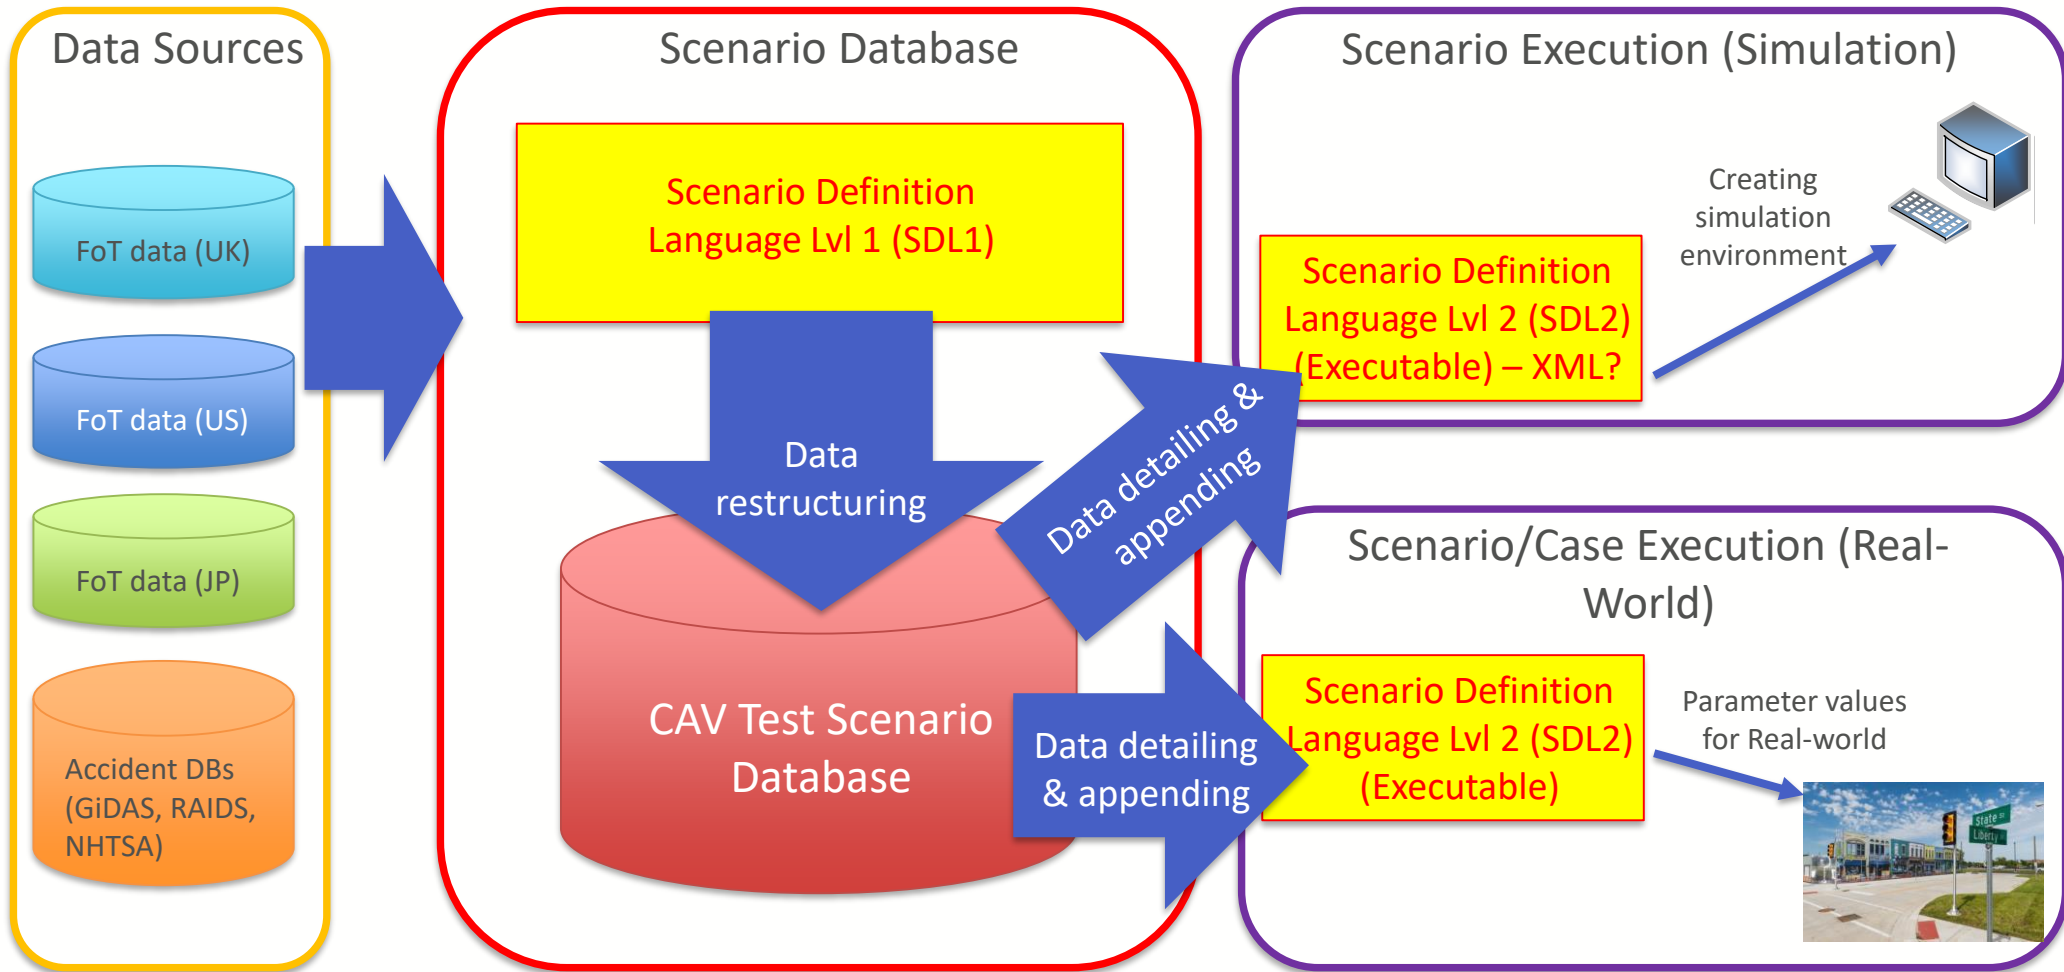 Data Sources
FoT data (UK)
FoT data (US)
FoT data (JP)
Accident DBs
(GiDAS, RAIDS,
NHTSA)
Scenario Database
Scenario Definition
Language Lvl 1 (SDL1)
Data
restructuring
CAV Test Scenario
Database
Data detailing &
appending
Data detailing
& appending
Scenario Execution (Simulation)
Scenario Definition
Language Lvl 2 (SDL2)
(Executable) – XML?
Creating
simulation
environment
Scenario/Case Execution (Real-
World)
Scenario Definition
Language Lvl 2 (SDL2)
(Executable)
Parameter values
for Real-world
State
Liberty